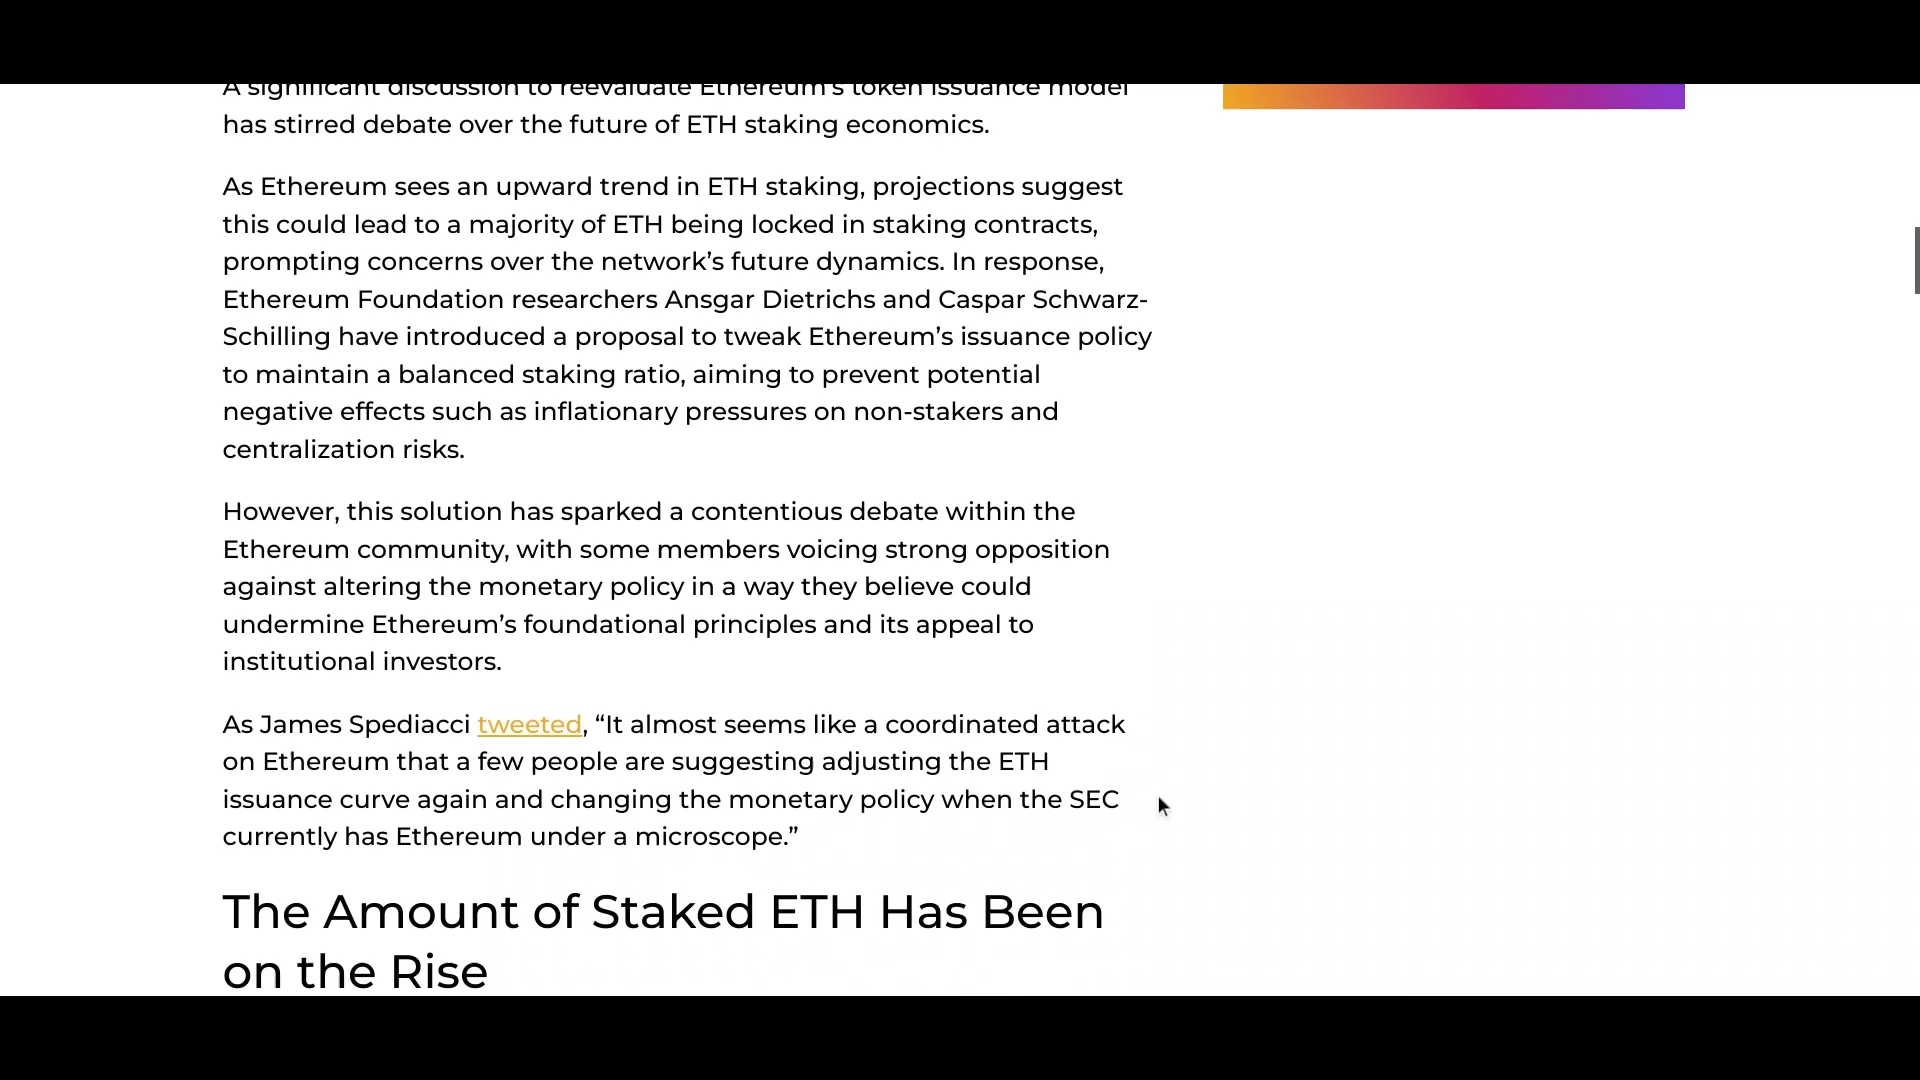 A significant discussion to reevaluate Ethereum’s token issuance model
has stirred debate over the future of ETH staking economics.
As Ethereum sees an upward trend in ETH staking, projections suggest
this could lead to a majority of ETH being locked in staking contracts,
prompting concerns over the network’s future dynamics. In response,
Ethereum Foundation researchers Ansgar Dietrichs and Caspar Schwarz-
Schilling have introduced a proposal to tweak Ethereum’s issuance policy
to maintain a balanced staking ratio, aiming to prevent potential
negative effects such as inflationary pressures on non-stakers and
centralization risks.
However, this solution has sparked a contentious debate within the
Ethereum community, with some members voicing strong opposition
against altering the monetary policy in a way they believe could
undermine Ethereum’s foundational principles and its appeal to
institutional investors.
As James Spediacci tweeted, “It almost seems like a coordinated attack
on Ethereum that a few people are suggesting adjusting the ETH
issuance curve again and changing the monetary policy when the SEC
currently has Ethereum under a microscope.”
The Amount of Staked ETH Has Been
on the Rise